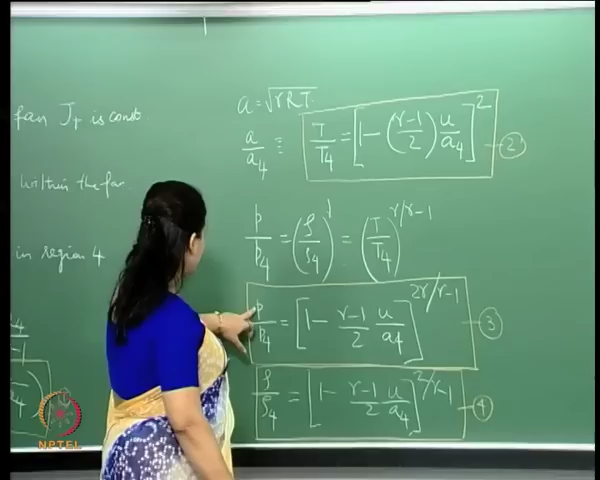 fan J₊ is const
within the fan
in region 4
a = √(γRT)
a/a₄ ≡ T/T₄ = [1 − ((γ−1)/2) u/a₄]² — ②
p/p₄ = (ρ/ρ₄)^γ = (T/T₄)^(γ/γ−1)
p/p₄ = [1 − (γ−1)/2 u/a₄]^(2γ/γ−1) — ③
ρ/ρ₄ = [1 − (γ−1)/2 u/a₄]^(2/γ−1) — ④
NPTEL